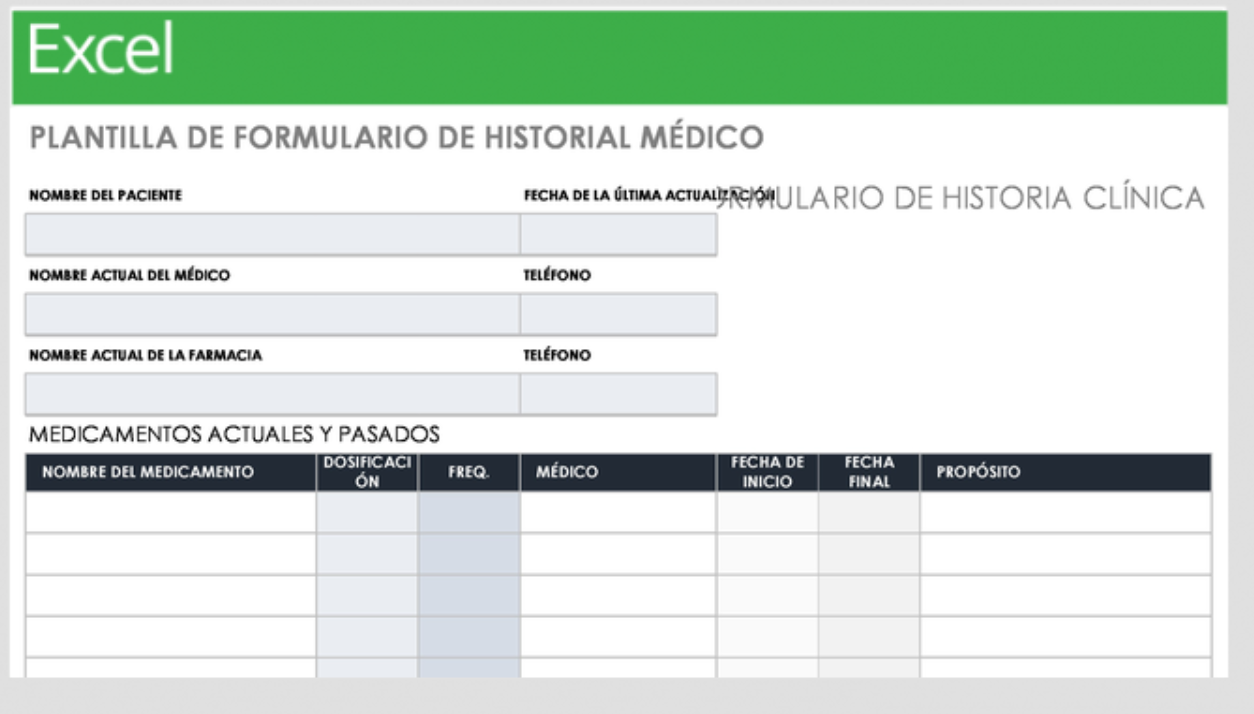 Excel
PLANTILLA DE FORMULARIO DE HISTORIAL MÉDICO
NOMBRE DEL PACIENTE
FECHA DE LA ÚLTIMA ACTUALIZACIÓN
RMULARIO DE HISTORIA CLÍNICA
NOMBRE ACTUAL DEL MÉDICO
TELÉFONO
NOMBRE ACTUAL DE LA FARMACIA
TELÉFONO
MEDICAMENTOS ACTUALES Y PASADOS
NOMBRE DEL MEDICAMENTO
DOSIFICACI
ÓN
FREQ.
MÉDICO
FECHA DE
INICIO
FECHA
FINAL
PROPÓSITO